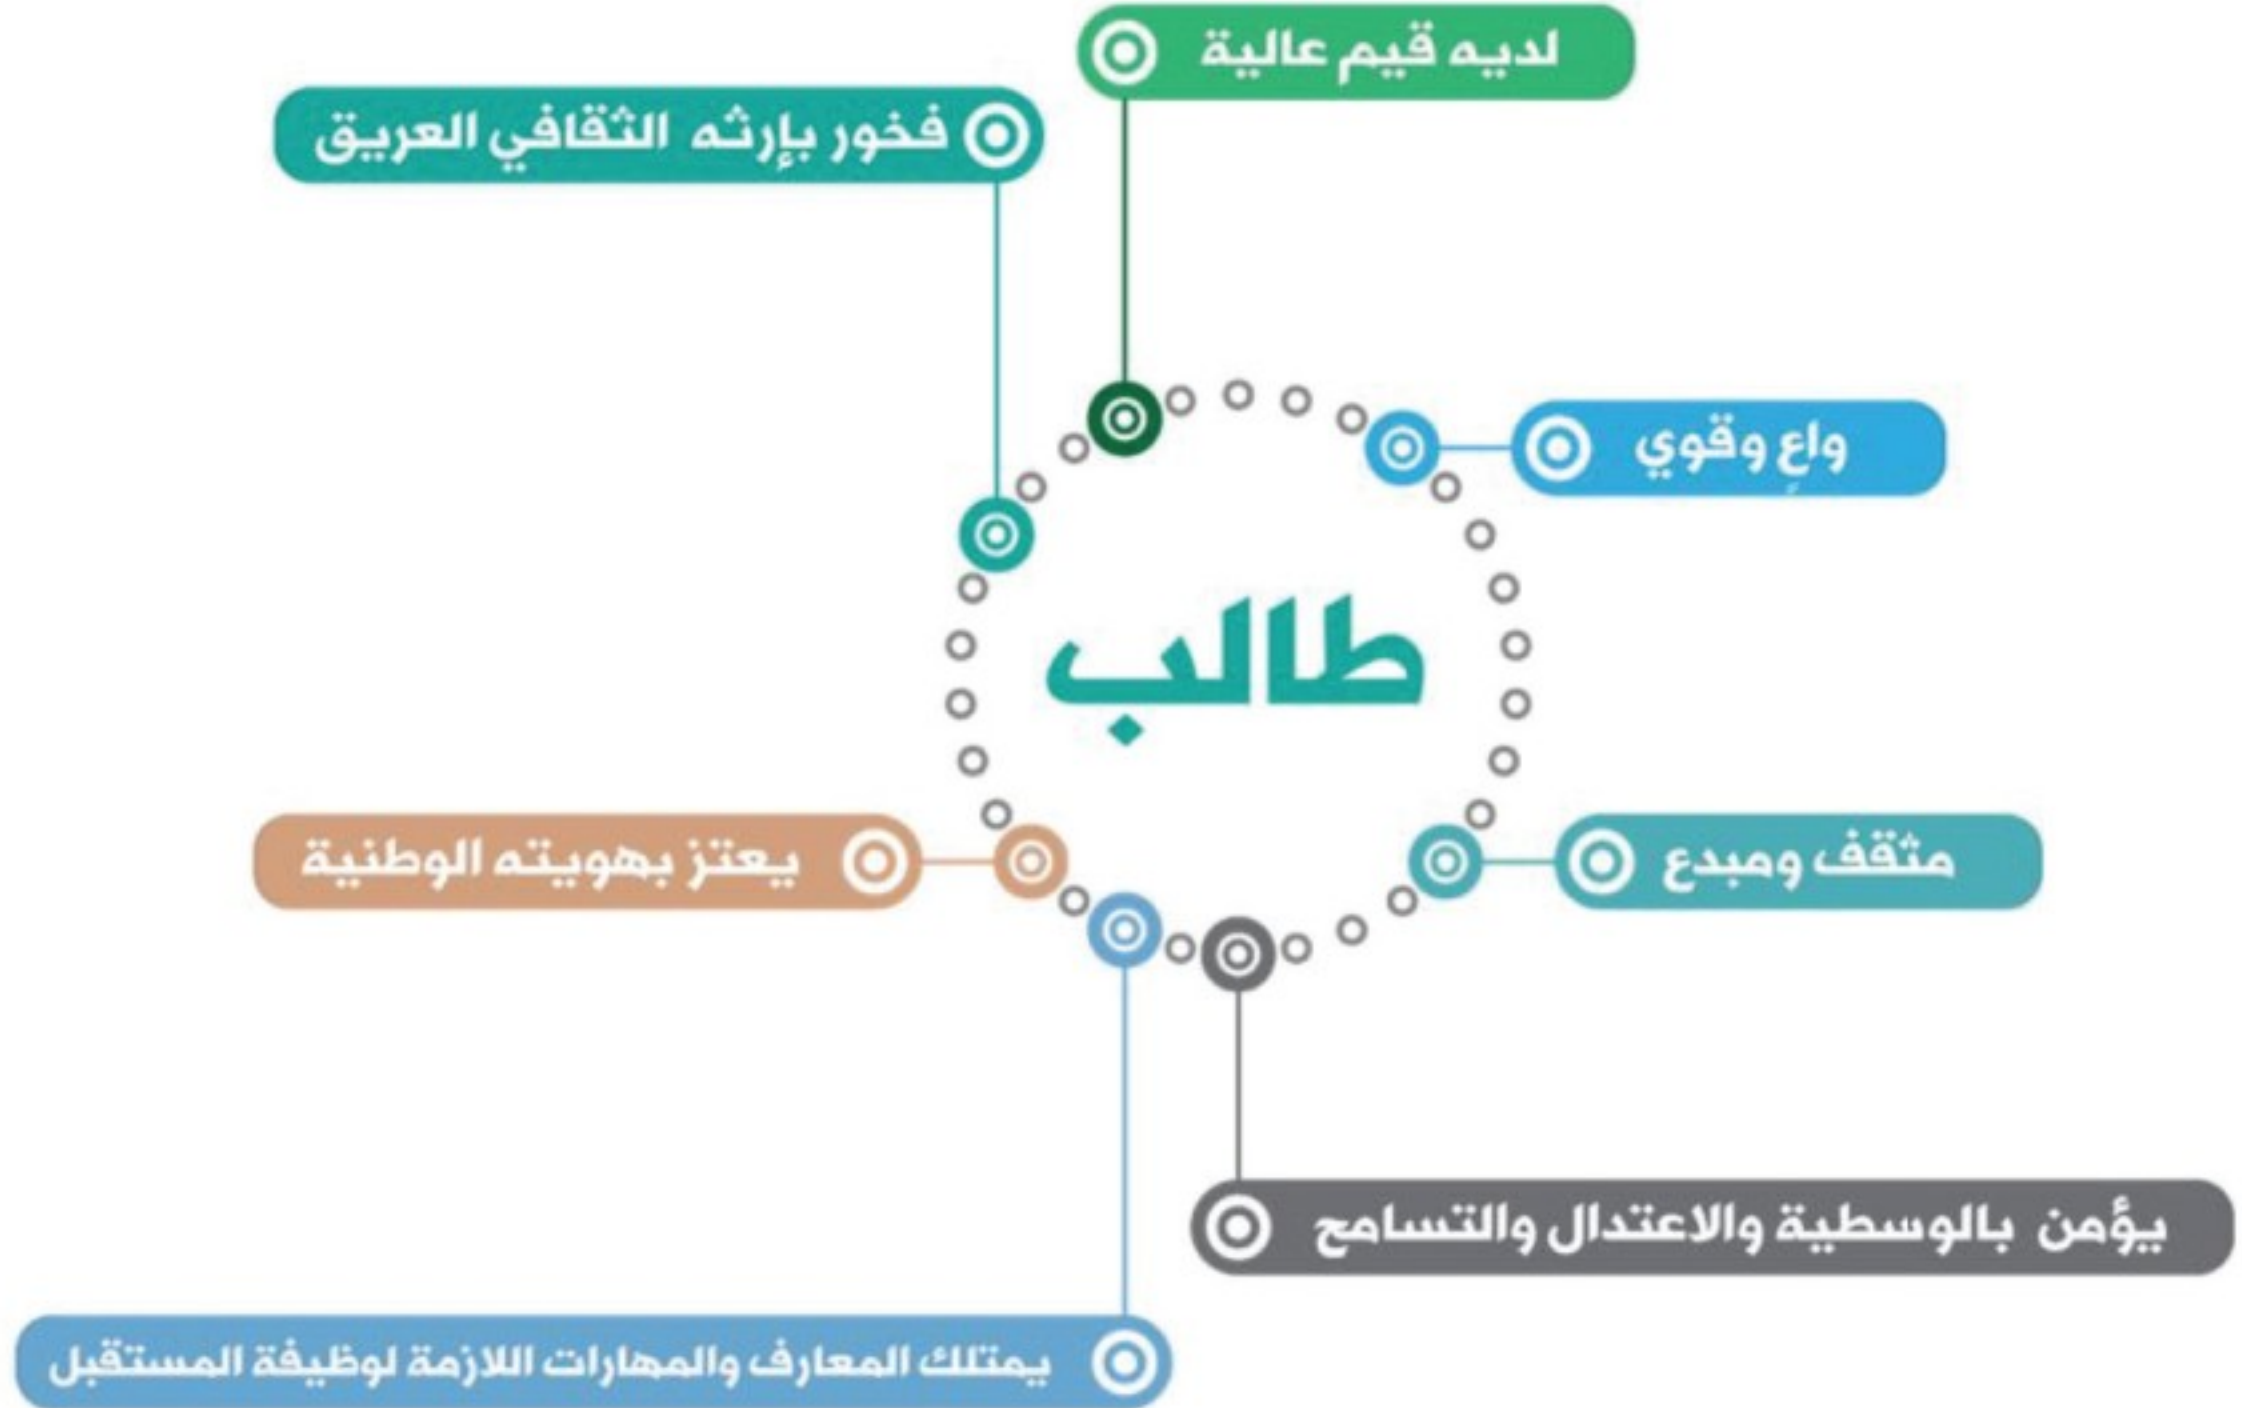 لديه قيم عالية
فخور بإرثه الثقافي العريق
واعٍ وقوي
طالب
يعتز بهويته الوطنية
مثقف ومبدع
يؤمن بالوسطية والاعتدال والتسامح
يمتلك المعارف والمهارات اللازمة لوظيفة المستقبل